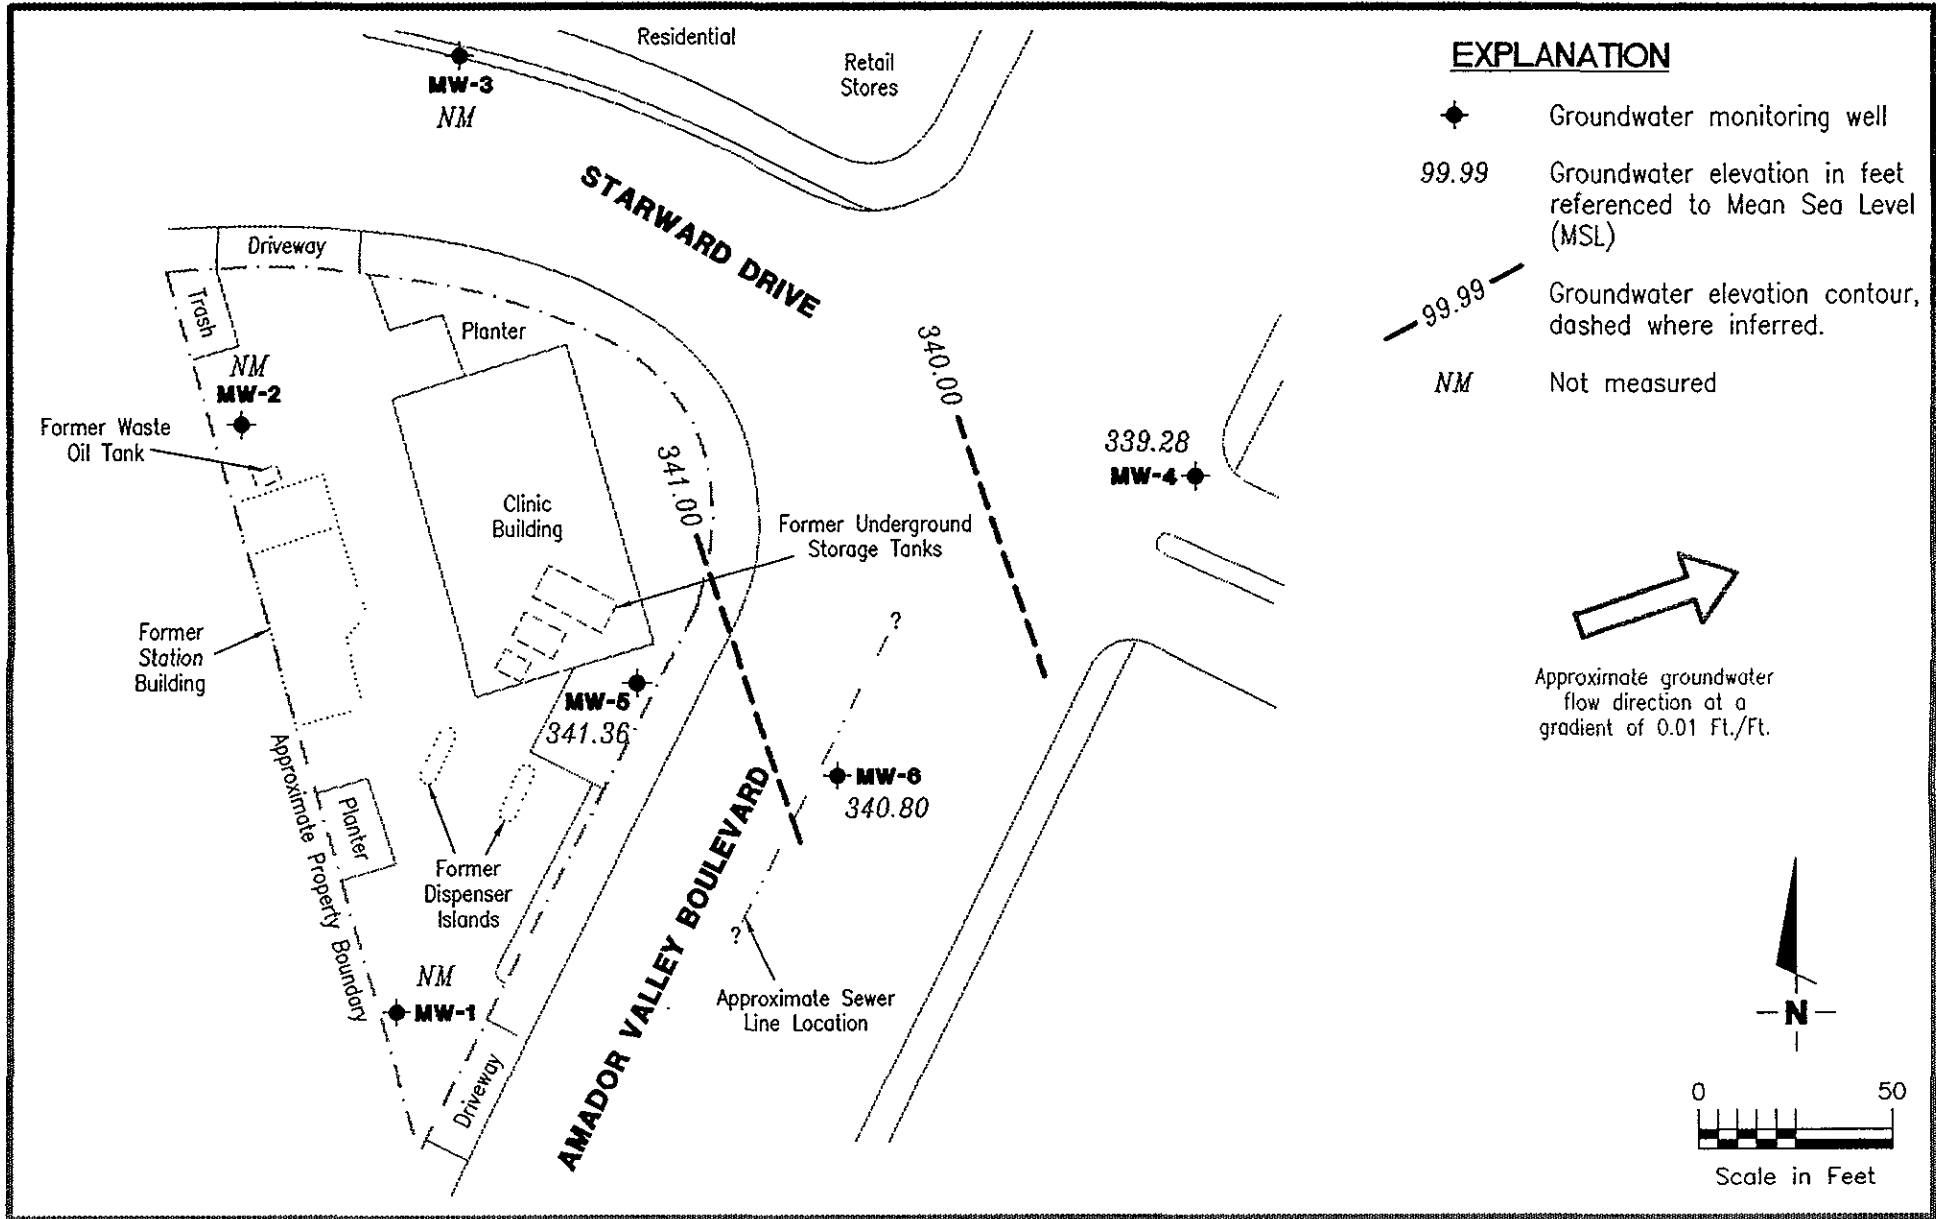 Residential
Retail
Stores
MW-3
NM
STARWARD DRIVE
Driveway
Trash
Planter
NM
MW-2
Former Waste
Oil Tank
Clinic
Building
341.00
340.00
339.28
MW-4
Former Underground
Storage Tanks
?
Former
Station
Building
MW-5
341.36
MW-6
340.80
Approximate Property Boundary
Planter
Former
Dispenser
Islands
?
AMADOR VALLEY BOULEVARD
Approximate Sewer
Line Location
NM
MW-1
Driveway
EXPLANATION
Groundwater monitoring well
99.99
Groundwater elevation in feet
referenced to Mean Sea Level
(MSL)
99.99
Groundwater elevation contour,
dashed where inferred.
NM
Not measured
Approximate groundwater
flow direction at a
gradient of 0.01 Ft./Ft.
N
0
50
Scale in Feet